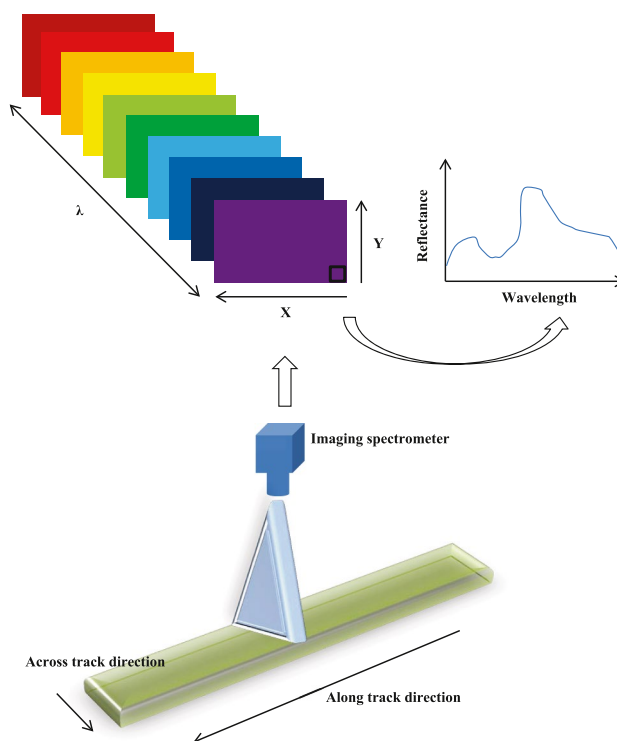 λ
Y
X
Reflectance
Wavelength
Imaging spectrometer
Across track direction
Along track direction